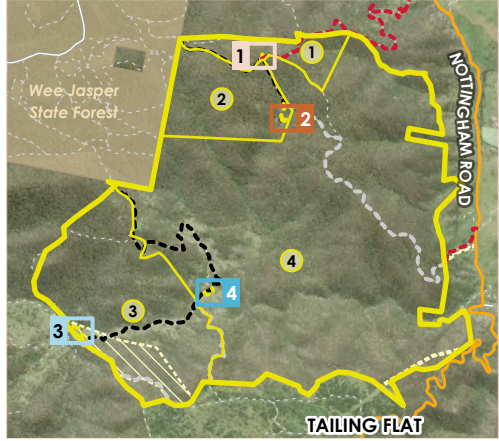 1
1
Wee Jasper
State Forest
2
2
NOTTINGHAM ROAD
4
4
3
3
TAILING FLAT